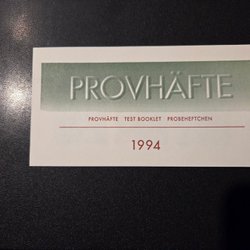 PROVHÄFTE
PROVHÄFTE TEST BOOKLET PROBEHEFTCHEN
1994